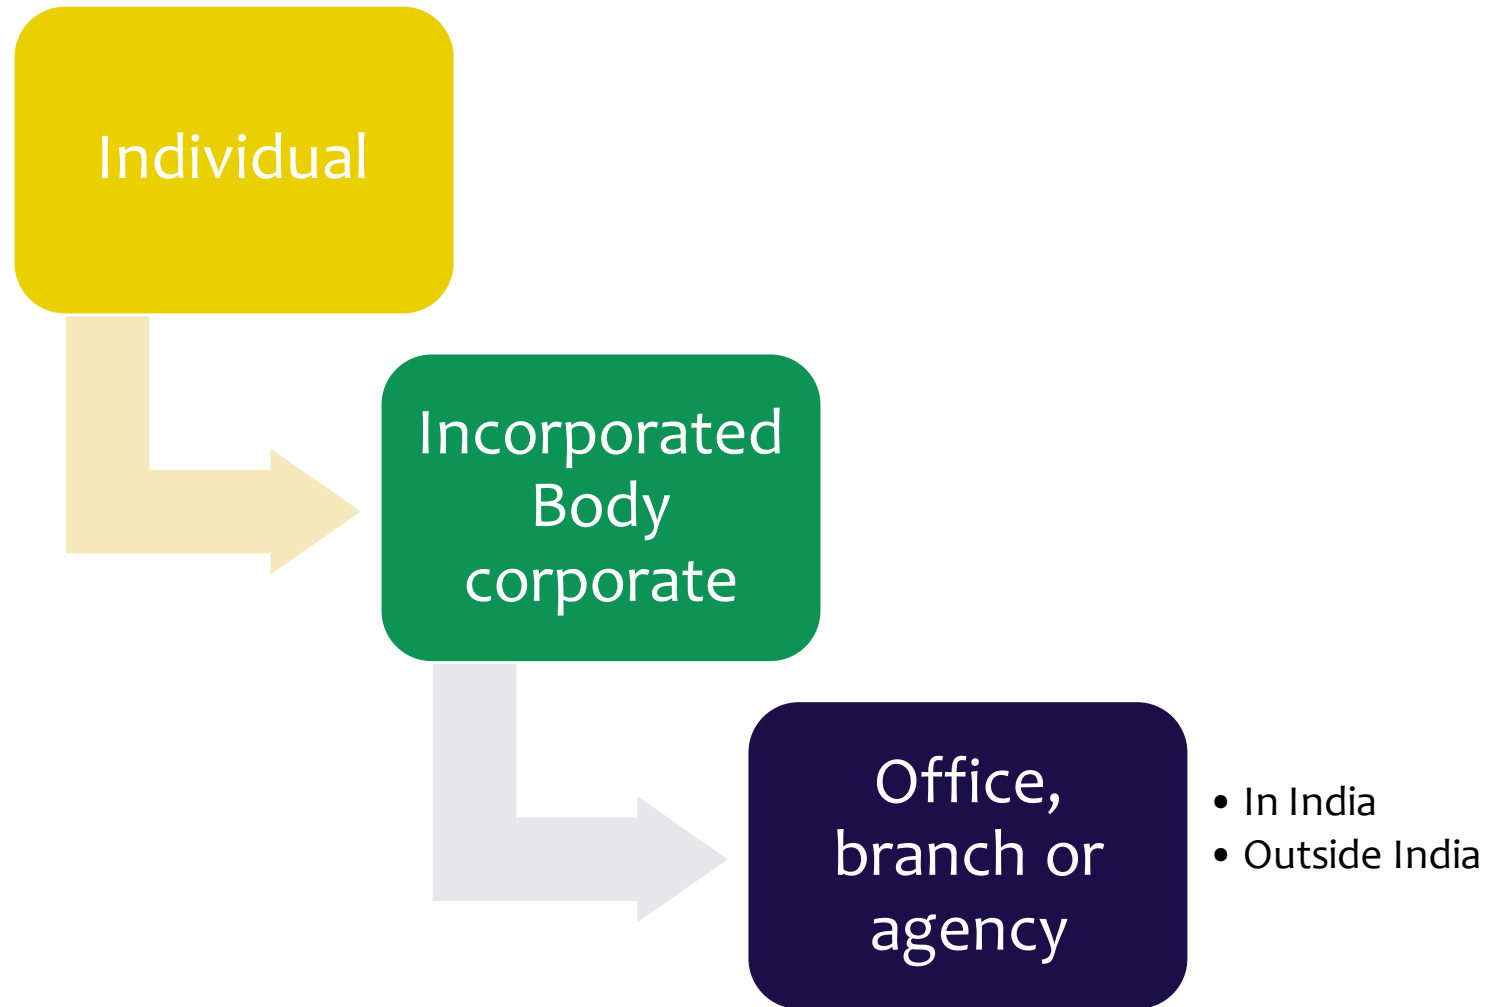 Individual
Incorporated
Body
corporate
Office,
branch or
agency
• In India
• Outside India